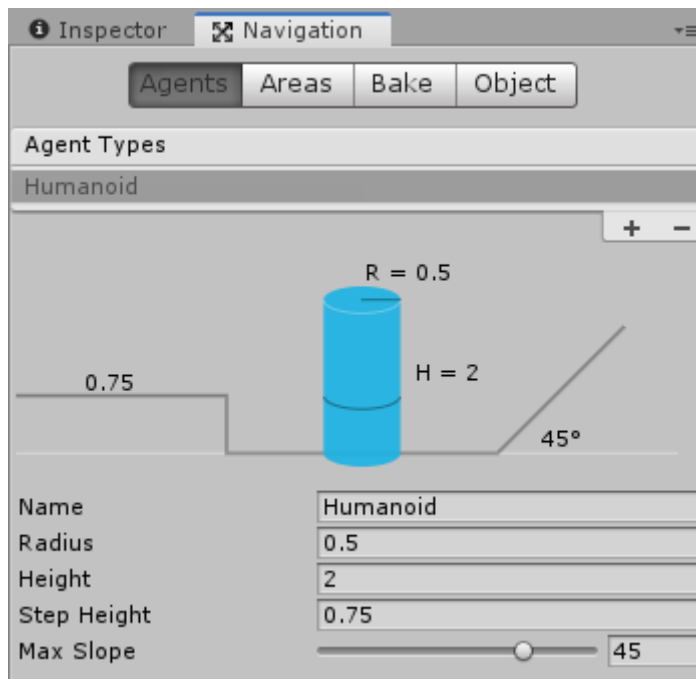 Inspector Navigation
Agents Areas Bake Object
Agent Types
Humanoid
+ −
R = 0.5
H = 2
0.75
45°
Name Humanoid
Radius 0.5
Height 2
Step Height 0.75
Max Slope 45